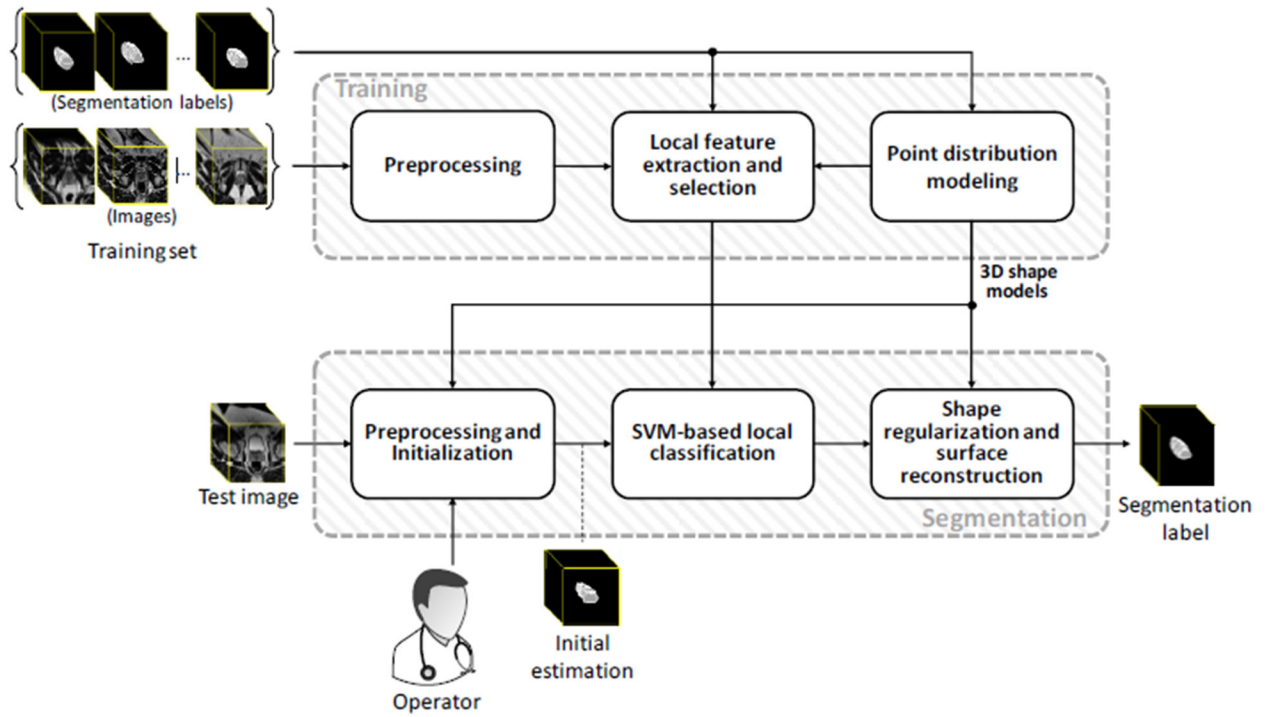 ...
(Segmentation labels)
Training
Preprocessing
Local feature
extraction and
selection
Point distribution
modeling
...
(Images)
Training set
3D shape
models
Preprocessing and
Initialization
SVM-based local
classification
Shape
regularization and
surface
reconstruction
Test image
Segmentation
Segmentation
label
Initial
estimation
Operator